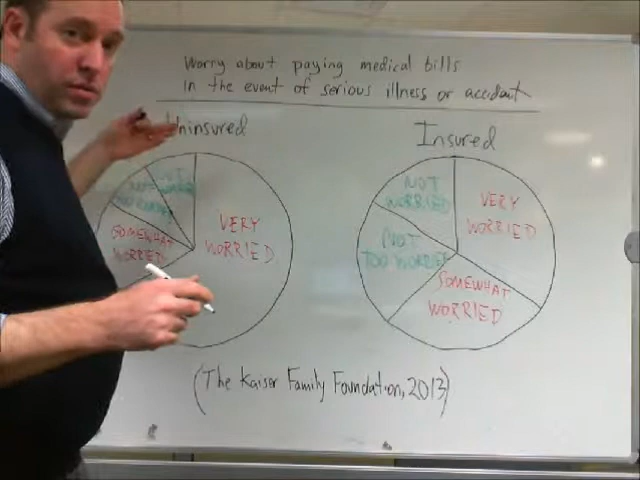 Worry about paying medical bills
in the event of serious illness or accident
Uninsured
Insured
VERY
WORRIED
SOMEWHAT
WORRIED
NOT
WORRIED
VERY
WORRIED
NOT
TOO WORRIED
SOMEWHAT
WORRIED
(The Kaiser Family Foundation, 2013)